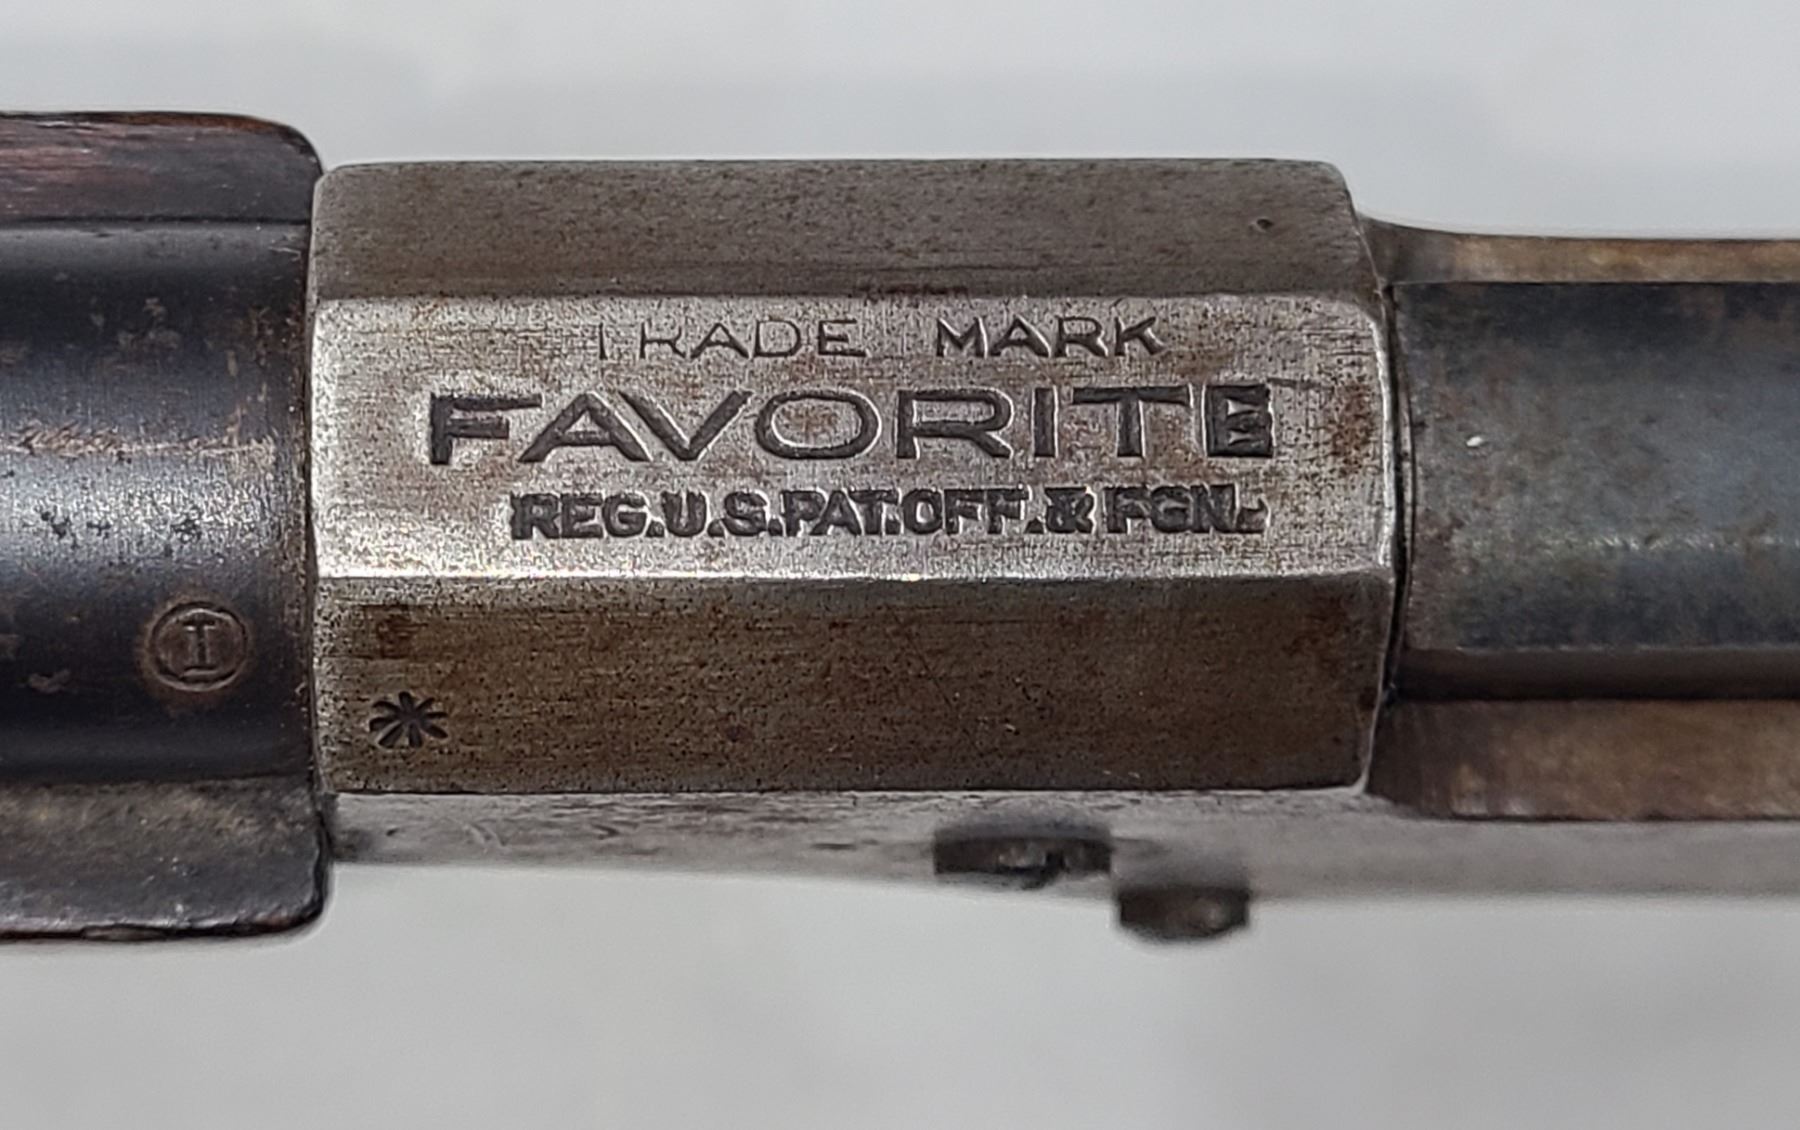 TRADE MARK
FAVORITE
REG.U.S.PAT.OFF.& FGN.
I